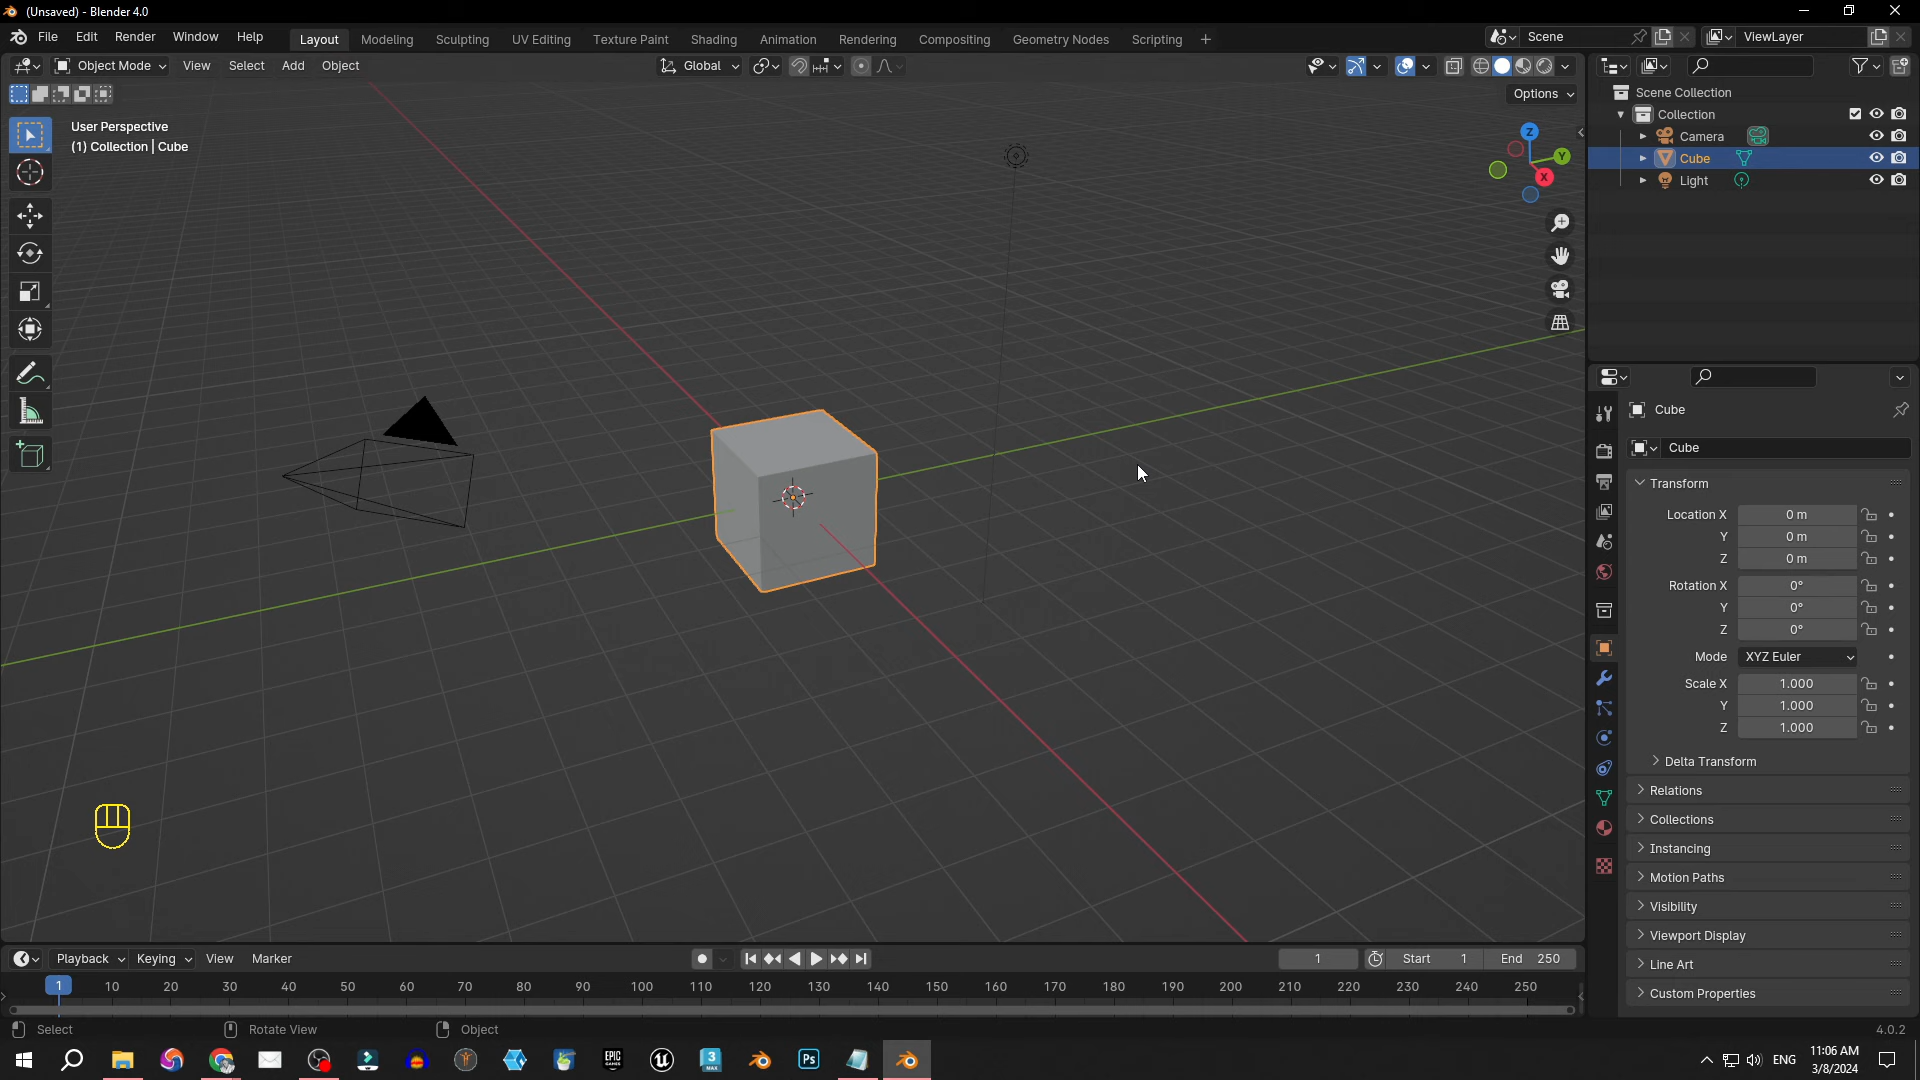 (Unsaved) - Blender 4.0
File Edit Render Window Help Layout Modeling Sculpting UV Editing Texture Paint Shading Animation Rendering Compositing Geometry Nodes Scripting + Scene ViewLayer
Object Mode View Select Add Object Global
Options
User Perspective
(1) Collection | Cube
Z
Y
X
Scene Collection
Collection
Camera
Cube
Light
Cube
Cube
Transform
Location X 0 m
Y 0 m
Z 0 m
Rotation X 0°
Y 0°
Z 0°
Mode XYZ Euler
Scale X 1.000
Y 1.000
Z 1.000
Delta Transform
Relations
Collections
Instancing
Motion Paths
Visibility
Viewport Display
Line Art
Custom Properties
Playback Keying View Marker 1 Start 1 End 250
1 10 20 30 40 50 60 70 80 90 100 110 120 130 140 150 160 170 180 190 200 210 220 230 240 250
Select Rotate View Object 4.0.2
EPIC GAMES 3 MAX Ps ENG 11:06 AM
3/8/2024